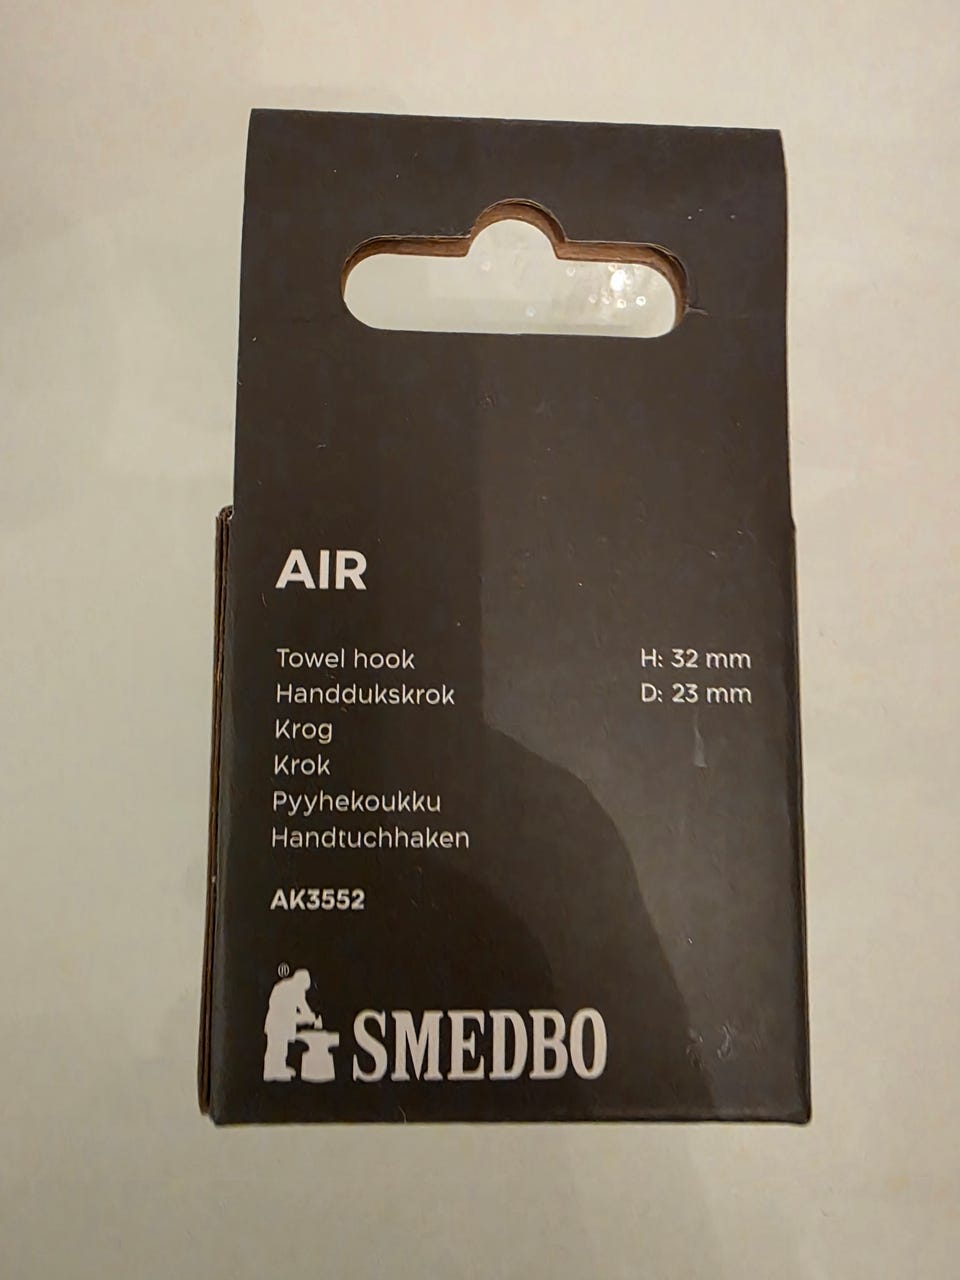 AIR
Towel hook
Handdukskrok
Krog
Krok
Pyyhekoukku
Handtuchhaken
H: 32 mm
D: 23 mm
AK3552
®
SMEDBO